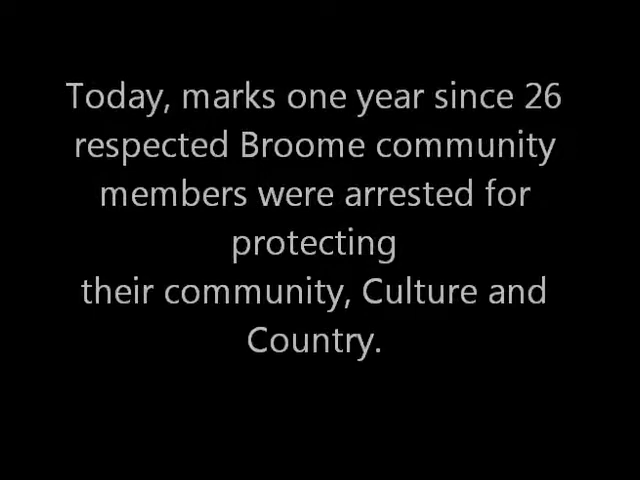 Today, marks one year since 26
respected Broome community
members were arrested for
protecting
their community, Culture and
Country.